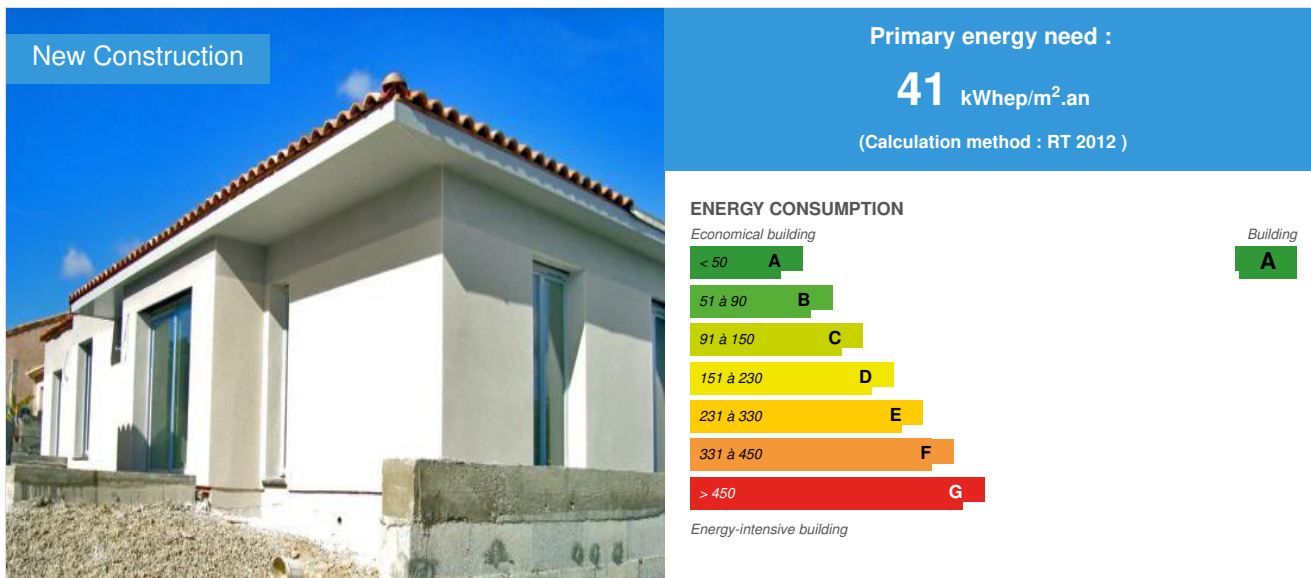 New Construction
Primary energy need :
41 kWhep/m².an
(Calculation method : RT 2012 )
ENERGY CONSUMPTION
Economical building
Building
< 50 A
A
51 à 90 B
91 à 150 C
151 à 230 D
231 à 330 E
331 à 450 F
> 450 G
Energy-intensive building